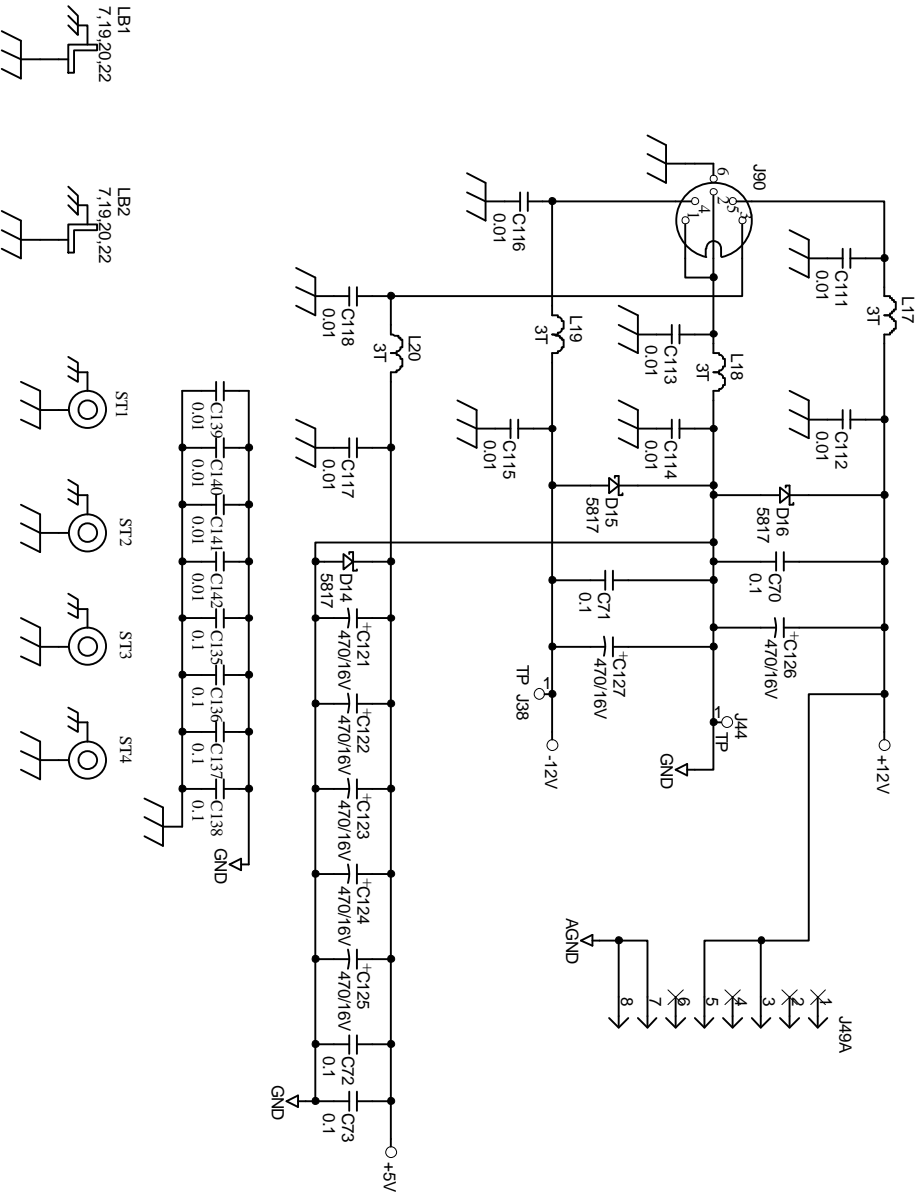 LB1
7,19,20,22
LB2
7,19,20,22
ST1
ST2
ST3
ST4
J90
6
2
5
3
4
1
C111
0.01
L17
3T
C112
0.01
D16
5817
C70
0.1
+C126
470/16V
+12V
C113
0.01
L18
3T
C114
0.01
J44
1
TP
GND
C116
0.01
L19
3T
C115
0.01
D15
5817
C71
0.1
+C127
470/16V
TP J38
1
-12V
C118
0.01
L20
3T
C117
0.01
D14
5817
+C121
470/16V
+C122
470/16V
+C123
470/16V
+C124
470/16V
+C125
470/16V
C72
0.1
C73
0.1
GND
+5V
C139
0.01
C140
0.01
C141
0.01
C142
0.01
C135
0.1
C136
0.1
C137
0.1
C138
0.1
GND
J49A
1
2
3
4
5
6
7
8
AGND